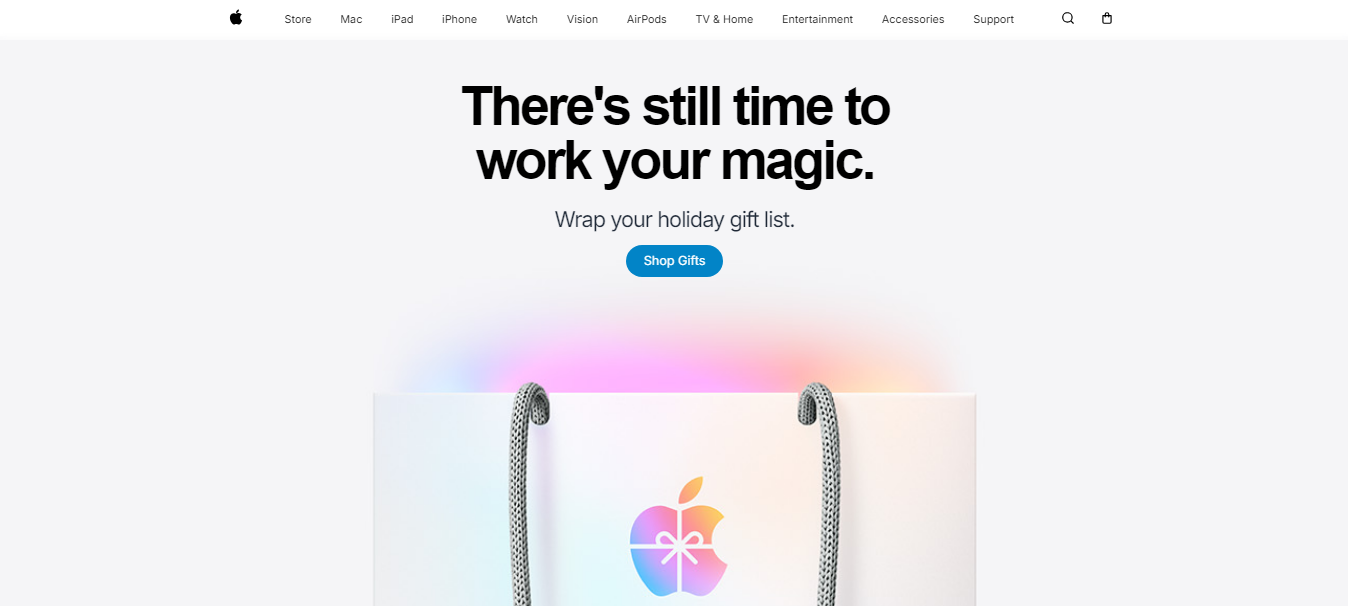 Store Mac iPad iPhone Watch Vision AirPods TV & Home Entertainment Accessories Support
There's still time to
work your magic.
Wrap your holiday gift list.
Shop Gifts